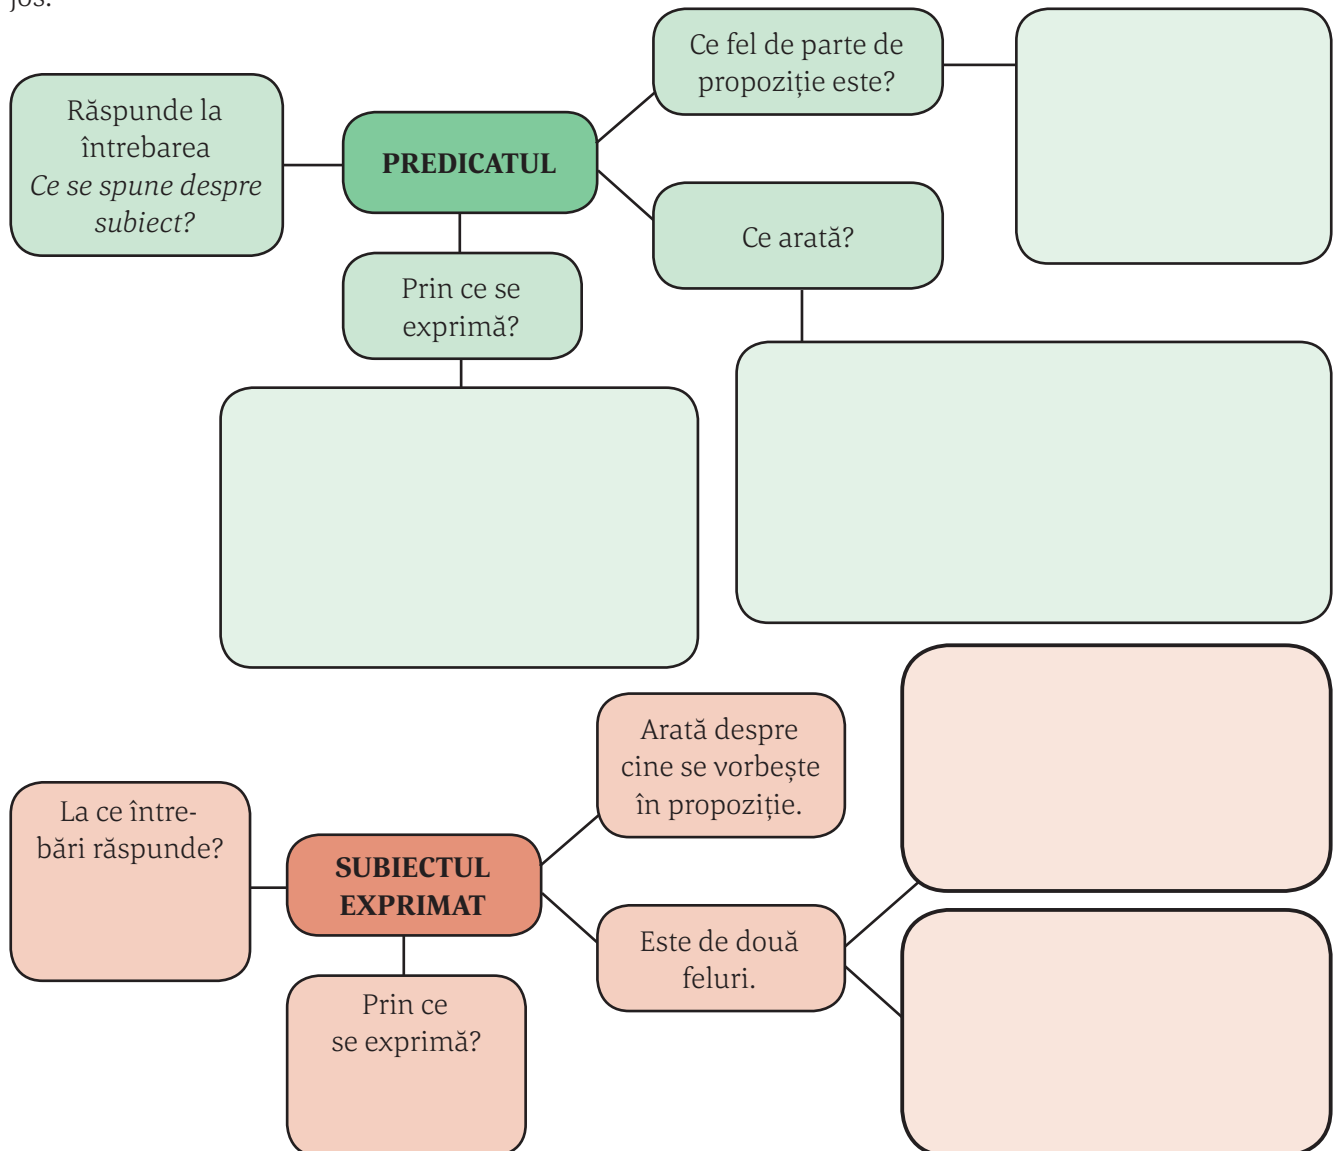 jos.
Ce fel de parte de
propoziție este?
Răspunde la
întrebarea
Ce se spune despre
subiect?
PREDICATUL
Ce arată?
Prin ce se
exprimă?
Arată despre
cine se vorbește
în propoziție.
La ce între-
bări răspunde?
SUBIECTUL
EXPRIMAT
Este de două
feluri.
Prin ce
se exprimă?